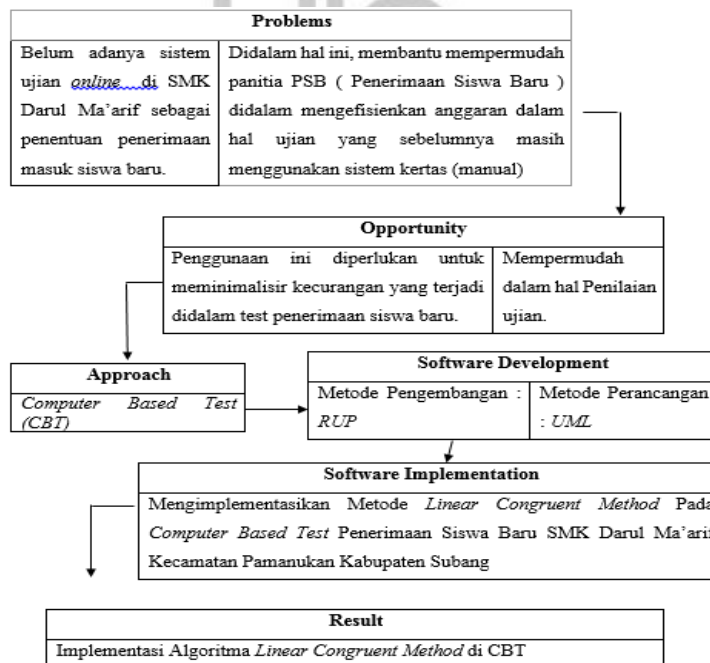 Problems
Belum adanya sistem
ujian online di SMK
Darul Ma'arif sebagai
penentuan penerimaan
masuk siswa baru.
Didalam hal ini, membantu mempermudah
panitia PSB ( Penerimaan Siswa Baru )
didalam mengefisienkan anggaran dalam
hal ujian yang sebelumnya masih
menggunakan sistem kertas (manual)
Opportunity
Penggunaan ini diperlukan untuk
meminimalisir kecurangan yang terjadi
didalam test penerimaan siswa baru.
Mempermudah
dalam hal Penilaian
ujian.
Approach
Computer Based Test
(CBT)
Software Development
Metode Pengembangan :
RUP
Metode Perancangan
: UML
Software Implementation
Mengimplementasikan Metode Linear Congruent Method Pada
Computer Based Test Penerimaan Siswa Baru SMK Darul Ma'arif
Kecamatan Pamanukan Kabupaten Subang
Result
Implementasi Algoritma Linear Congruent Method di CBT